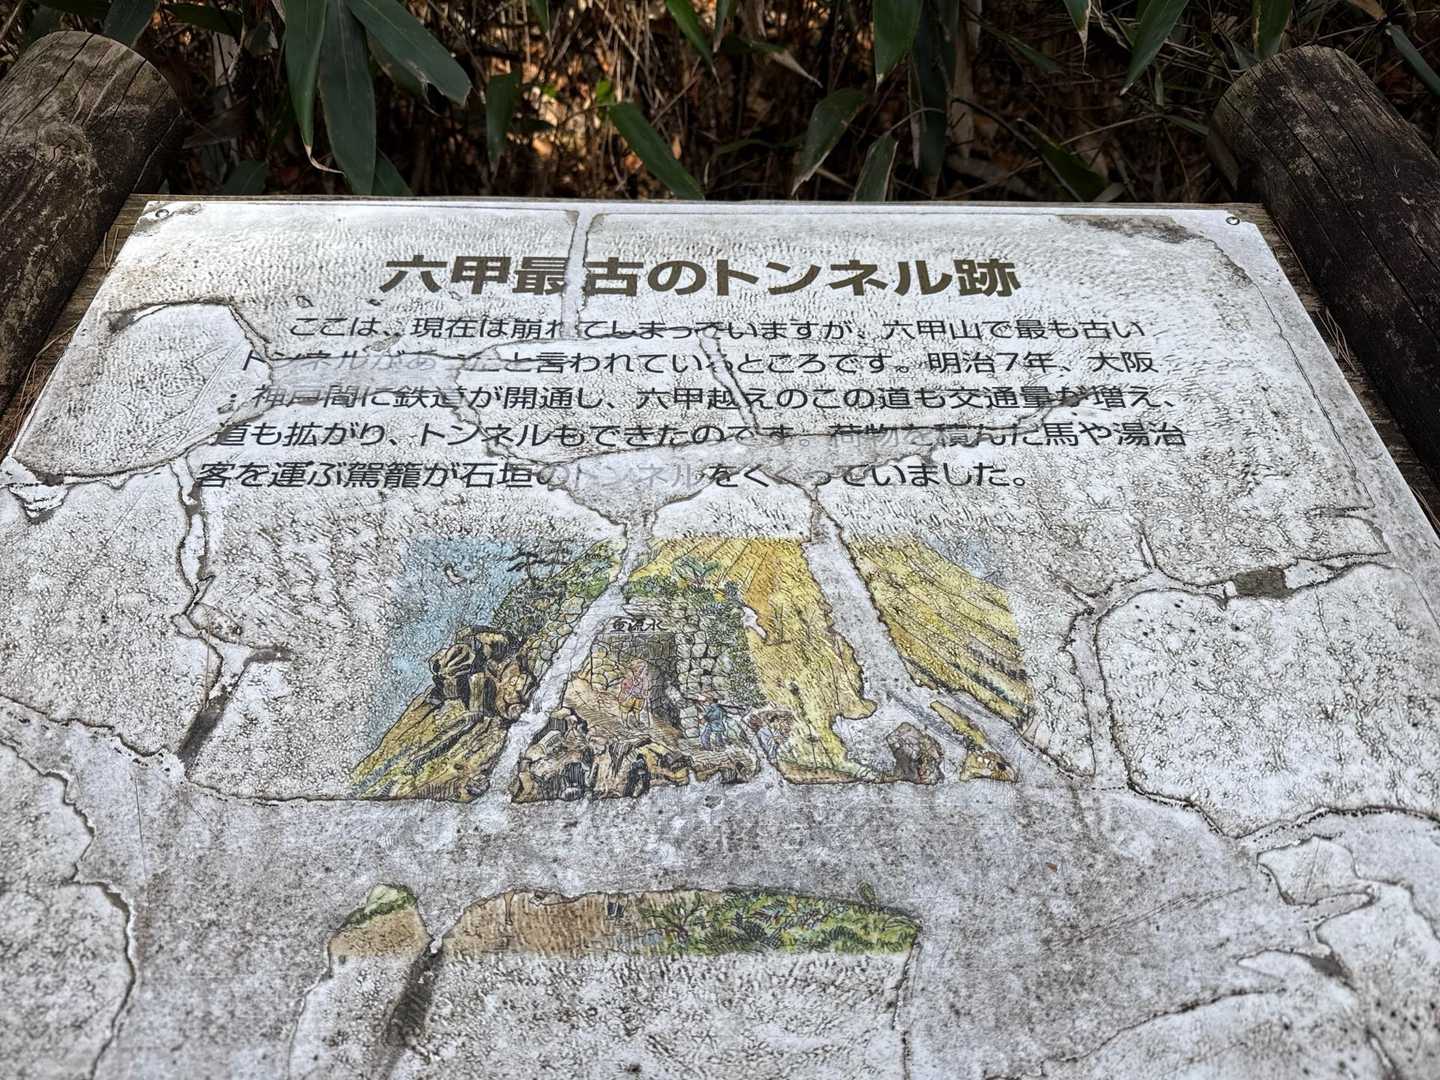 六甲最古のトンネル跡
ここは、現在は崩れてしまっていますが、六甲山で最も古い
トンネルがあったと言われているところです。明治7年、大阪
神戸間に鉄道が開通し、六甲越えのこの道も交通量が増え、
道も拡がり、トンネルもできたのです。荷物を積んだ馬や湯治
客を運ぶ駕籠が石垣のトンネルをくぐっていました。